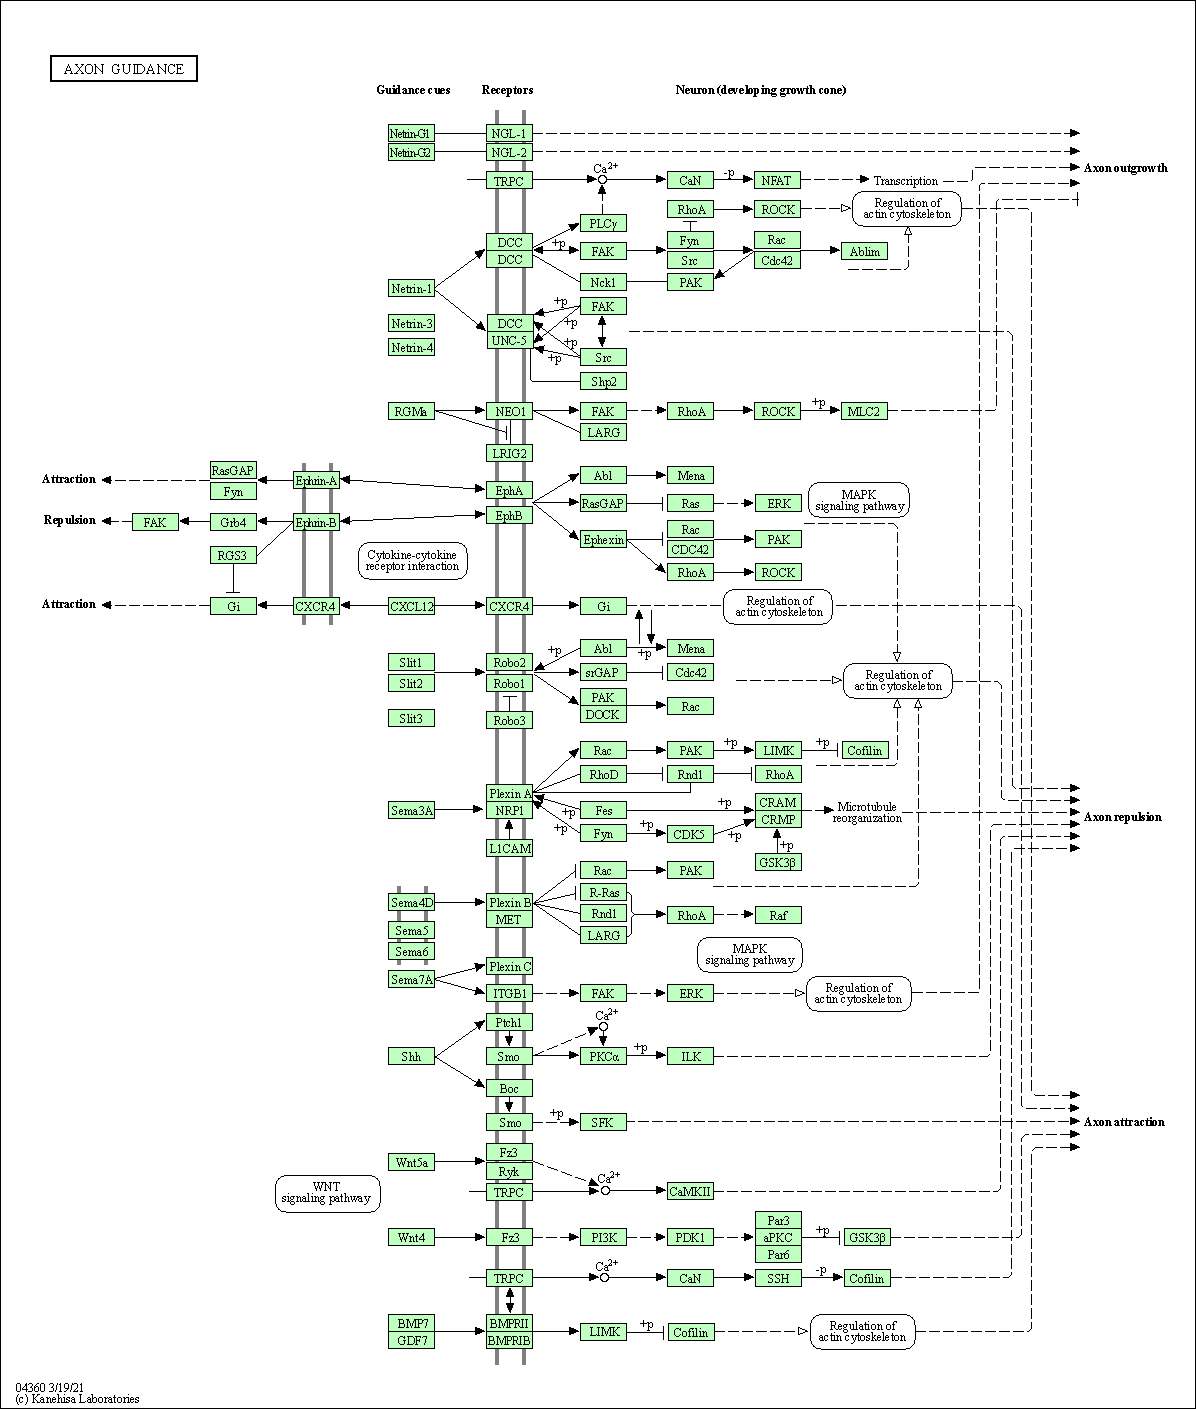 AXON GUIDANCE
Guidance cues Receptors Neuron (developing growth cone)
Netrin-G1 NGL-1
Netrin-G2 NGL-2
Axon outgrowth
Ca2+
TRPC CaN -p NFAT Transcription
RhoA ROCK Regulation of
actin cytoskeleton
PLCγ
DCC +p FAK Fyn Rac Ablim
DCC Src Cdc42
Netrin-1 Nck1 PAK
+p FAK
Netrin-3 DCC +p
Netrin-4 UNC-5 +p
+p Src
Shp2
RGMa NEO1 FAK RhoA ROCK +p MLC2
LARG
LRIG2
Attraction RasGAP Ephrin-A EphA Abl Mena
Fyn
MAPK
signaling pathway
RasGAP Ras ERK
Repulsion FAK Grb4 Ephrin-B EphB
Rac
Ephexin CDC42 PAK
RGS3 Cytokine-cytokine
receptor interaction
RhoA ROCK
Attraction Gi CXCR4 CXCL12 CXCR4 Gi Regulation of
actin cytoskeleton
Abl +p Mena
+p
Slit1 Robo2 srGAP Cdc42
Slit2 Robo1 Regulation of
actin cytoskeleton
PAK
DOCK Rac
Slit3 Robo3
Rac PAK +p LIMK +p Cofilin
RhoD Rnd1 RhoA
Plexin A
Sema3A NRP1 +p Fes +p CRAM Microtubule
reorganization
CRMP
Axon repulsion
+p Fyn +p CDK5 +p
L1CAM +p
GSK3β
Rac PAK
R-Ras
Sema4D Plexin B
MET Rnd1 RhoA Raf
Sema5 LARG
Sema6 MAPK
signaling pathway
Sema7A Plexin C
ITGB1 FAK ERK Regulation of
actin cytoskeleton
Ca2+
Ptch1
Shh Smo PKCα +p ILK
Boc
Smo +p SFK Axon attraction
Wnt5a Fz3
Ryk Ca2+
WNT
signaling pathway
TRPC CaMKII
Par3
Wnt4 Fz3 PI3K PDK1 aPKC +p GSK3β
Par6
Ca2+
TRPC CaN SSH -p Cofilin
BMP7 BMPRII LIMK +p Cofilin Regulation of
actin cytoskeleton
GDF7 BMPRIB
04360 3/19/21
(c) Kanehisa Laboratories